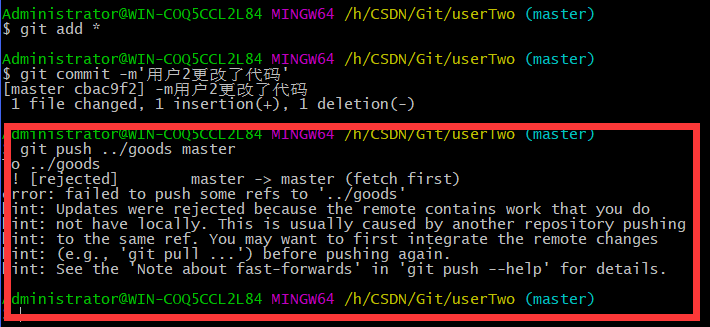 Administrator@WIN-COQ5CCL2L84 MINGW64 /h/CSDN/Git/userTwo (master)
$ git add *
Administrator@WIN-COQ5CCL2L84 MINGW64 /h/CSDN/Git/userTwo (master)
$ git commit -m'用户2更改了代码'
[master cbac9f2] -m用户2更改了代码
1 file changed, 1 insertion(+), 1 deletion(-)
Administrator@WIN-COQ5CCL2L84 MINGW64 /h/CSDN/Git/userTwo (master)
git push ../goods master
To ../goods
! [rejected] master -> master (fetch first)
error: failed to push some refs to '../goods'
hint: Updates were rejected because the remote contains work that you do
hint: not have locally. This is usually caused by another repository pushing
hint: to the same ref. You may want to first integrate the remote changes
hint: (e.g., 'git pull ...') before pushing again.
hint: See the 'Note about fast-forwards' in 'git push --help' for details.
Administrator@WIN-COQ5CCL2L84 MINGW64 /h/CSDN/Git/userTwo (master)